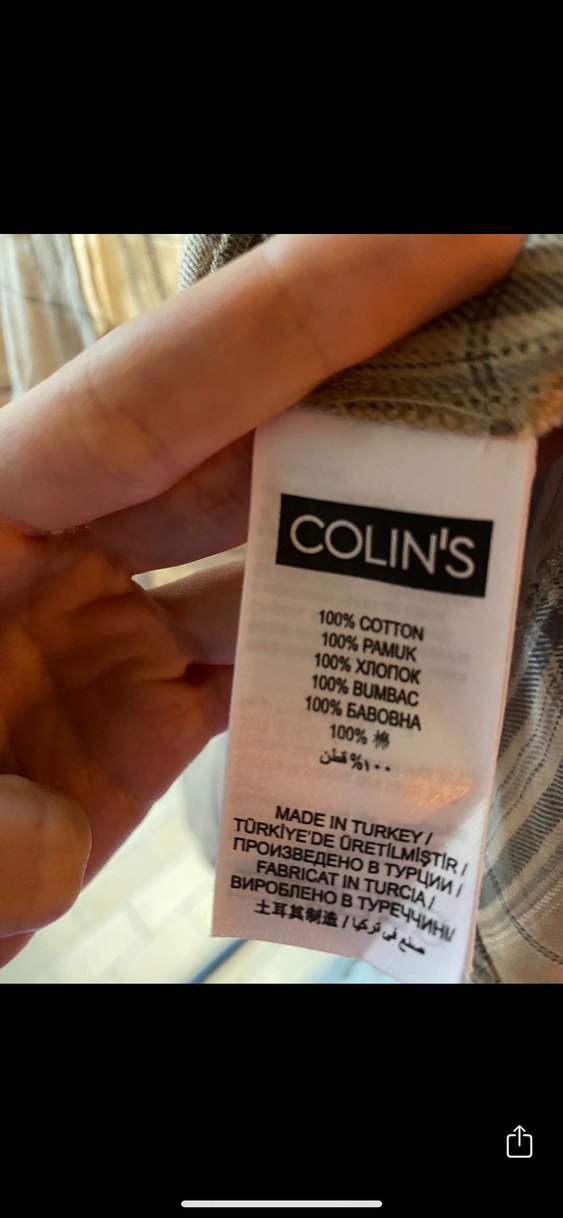 COLIN'S
100% COTTON
100% PAMUK
100% ХЛОПОК
100% BUMBAC
100% БАВОВНА
100% 棉
١٠٠% قطن
MADE IN TURKEY /
TÜRKİYE'DE ÜRETİLMİŞTİR /
ПРОИЗВЕДЕНО В ТУРЦИИ /
FABRICAT IN TURCIA /
ВИРОБЛЕНО В ТУРЕЧЧИНІ/
土耳其制造 / صنع في تركيا